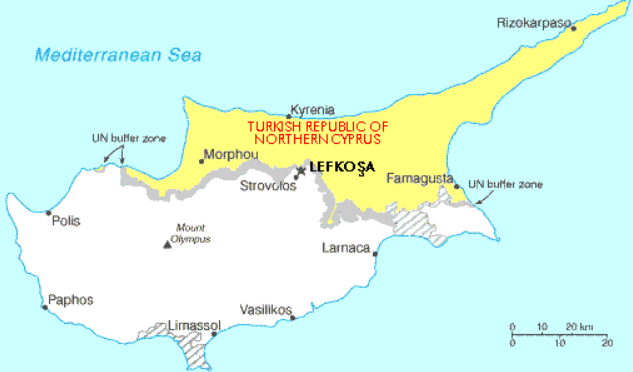 Rizokarpaso
Mediterranean Sea
Kyrenia
TURKISH REPUBLIC OF
NORTHERN CYPRUS
UN buffer zone
Morphou
LEFKOŞA
Strovolos
Famagusta
UN buffer zone
Polis
Mount
Olympus
Larnaca
Paphos
Vasilikos
Limassol
0 10 20 km
0 10 20